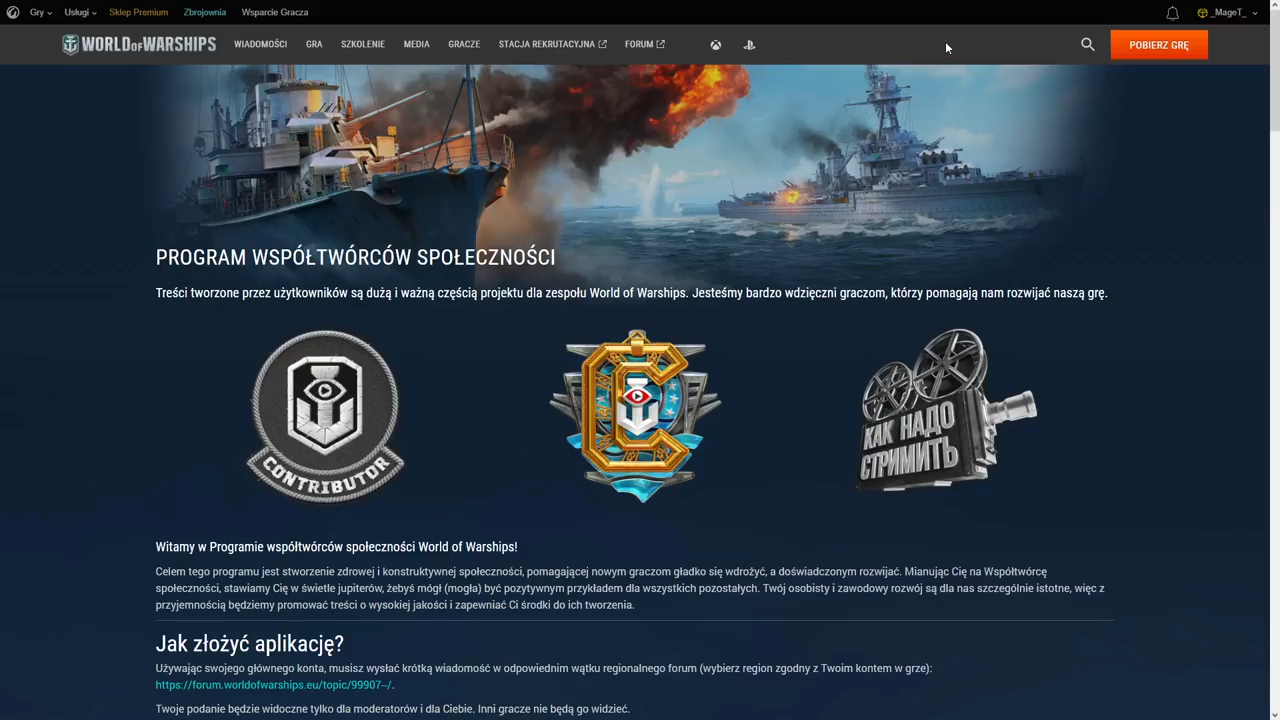 Gry Usługi Sklep Premium Zbrojownia Wsparcie Gracza _MageT_
WORLD OF WARSHIPS WIADOMOŚCI GRA SZKOLENIE MEDIA GRACZE STACJA REKRUTACYJNA FORUM POBIERZ GRĘ
PROGRAM WSPÓŁTWÓRCÓW SPOŁECZNOŚCI
Treści tworzone przez użytkowników są dużą i ważną częścią projektu dla zespołu World of Warships. Jesteśmy bardzo wdzięczni graczom, którzy pomagają nam rozwijać naszą grę.
CONTRIBUTOR
КАК НАДО
СТРИМИТЬ
Witamy w Programie współtwórców społeczności World of Warships!
Celem tego programu jest stworzenie zdrowej i konstruktywnej społeczności, pomagającej nowym graczom gładko się wdrożyć, a doświadczonym rozwijać. Mianując Cię na Współtwórcę
społeczności, stawiamy Cię w świetle jupiterów, żebyś mógł (mogła) być pozytywnym przykładem dla wszystkich pozostałych. Twój osobisty i zawodowy rozwój są dla nas szczególnie istotne, więc z
przyjemnością będziemy promować treści o wysokiej jakości i zapewniać Ci środki do ich tworzenia.
Jak złożyć aplikację?
Używając swojego głównego konta, musisz wysłać krótką wiadomość w odpowiednim wątku regionalnego forum (wybierz region zgodny z Twoim kontem w grze):
https://forum.worldofwarships.eu/topic/99907--/.
Twoje podanie będzie widoczne tylko dla moderatorów i dla Ciebie. Inni gracze nie będą go widzieć.